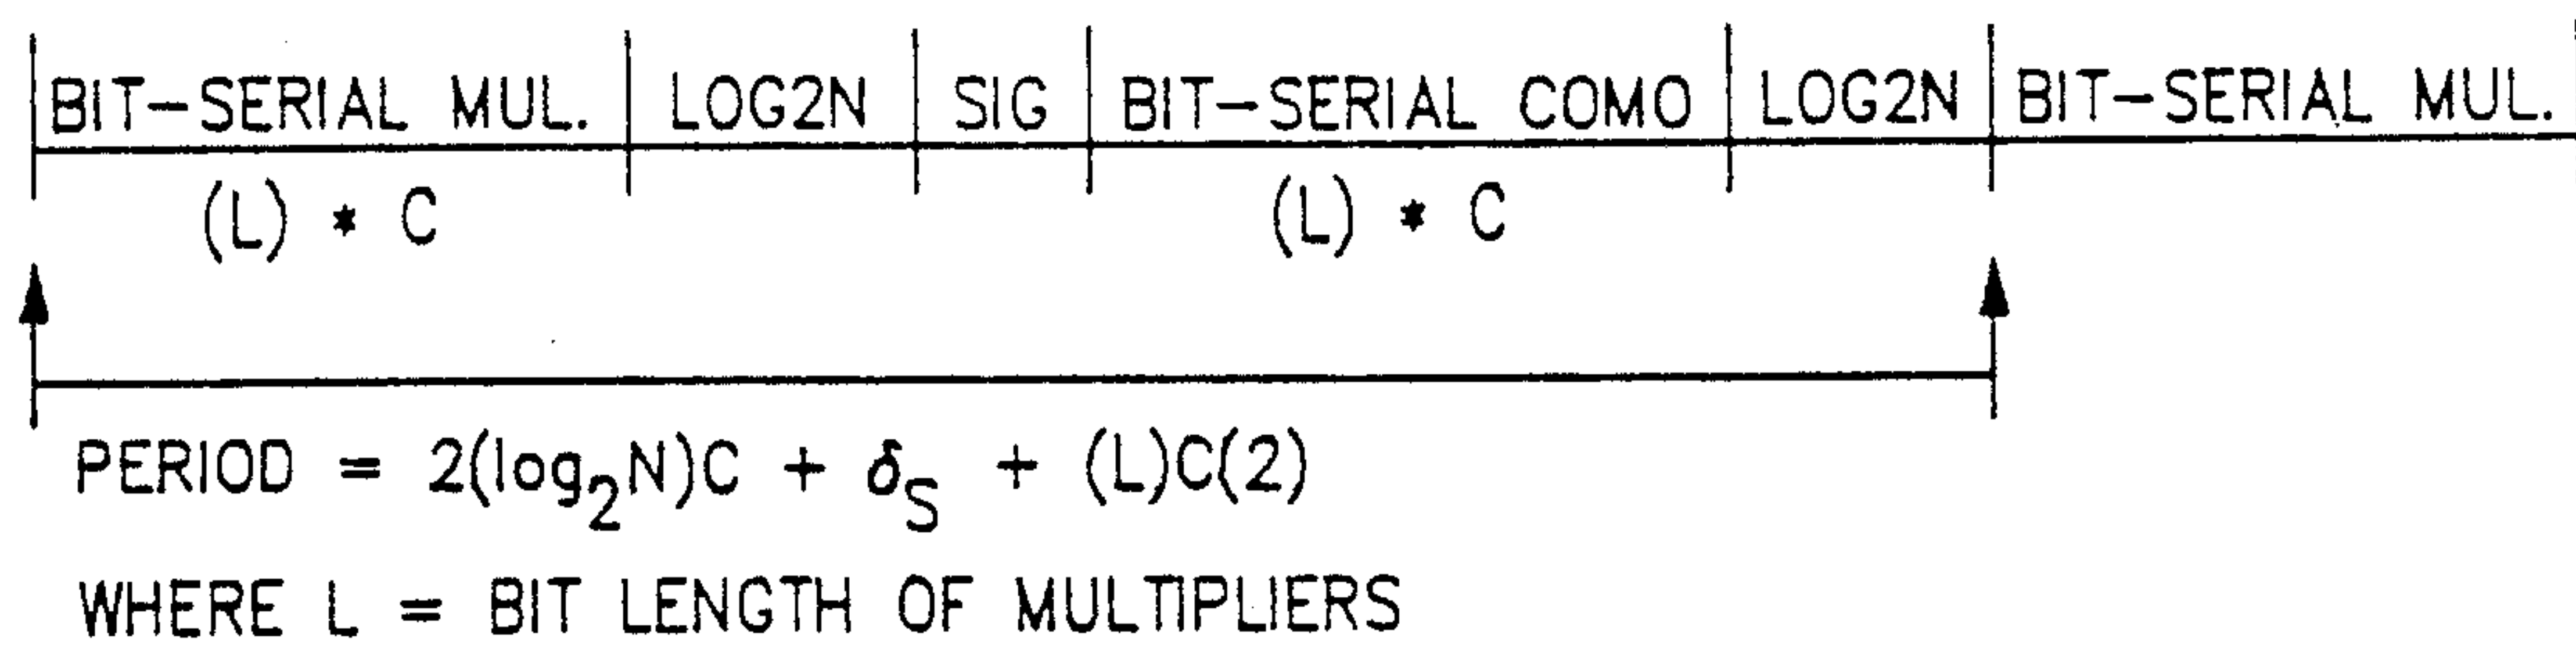 BIT-SERIAL MUL. LOG2N SIG BIT-SERIAL COMO LOG2N BIT-SERIAL MUL.
(L) * C (L) * C
PERIOD = 2(log₂N)C + δ_S + (L)C(2)
WHERE L = BIT LENGTH OF MULTIPLIERS